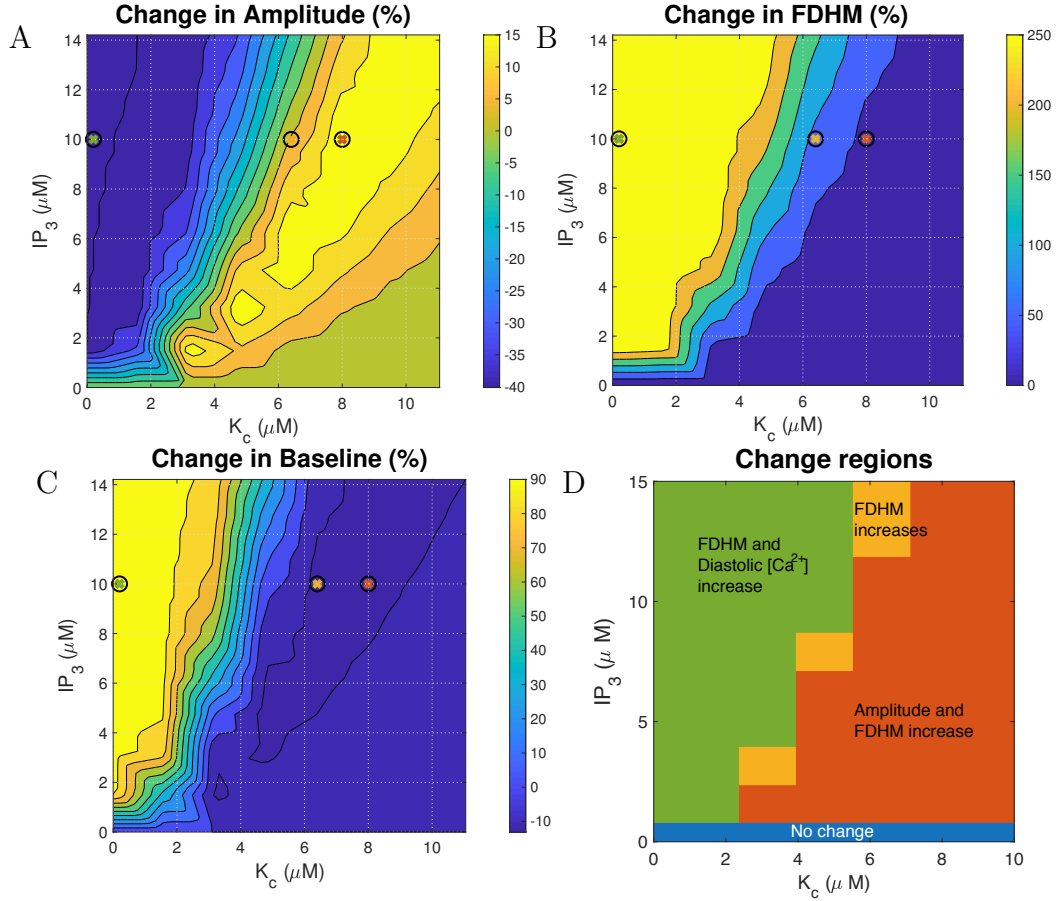 A
Change in Amplitude (%)
14
12
10
8
6
4
2
0
IP3 (μM)
0 2 4 6 8 10
Kc (μM)
15
10
5
0
-5
-10
-15
-20
-25
-30
-35
-40
B
Change in FDHM (%)
14
12
10
8
6
4
2
0
IP3 (μM)
0 2 4 6 8 10
Kc (μM)
250
200
150
100
50
0
C
Change in Baseline (%)
14
12
10
8
6
4
2
0
IP3 (μM)
0 2 4 6 8 10
Kc (μM)
90
80
70
60
50
40
30
20
10
0
-10
D
Change regions
15
10
5
0
IP3 (μ M)
FDHM and
Diastolic [Ca2+]
increase
FDHM
increases
Amplitude and
FDHM increase
No change
0 2 4 6 8 10
Kc (μ M)